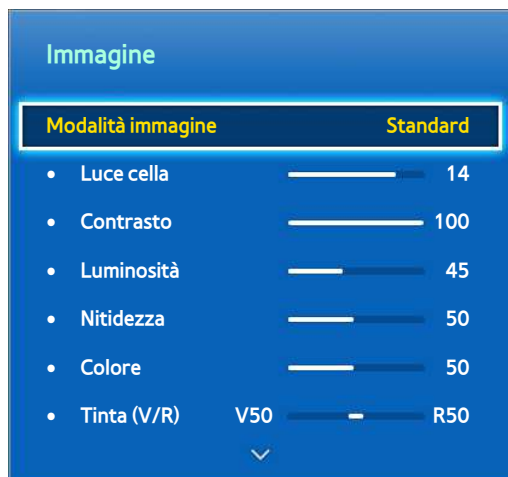 Immagine
Modalità immagine Standard
• Luce cella 14
• Contrasto 100
• Luminosità 45
• Nitidezza 50
• Colore 50
• Tinta (V/R) V50 R50